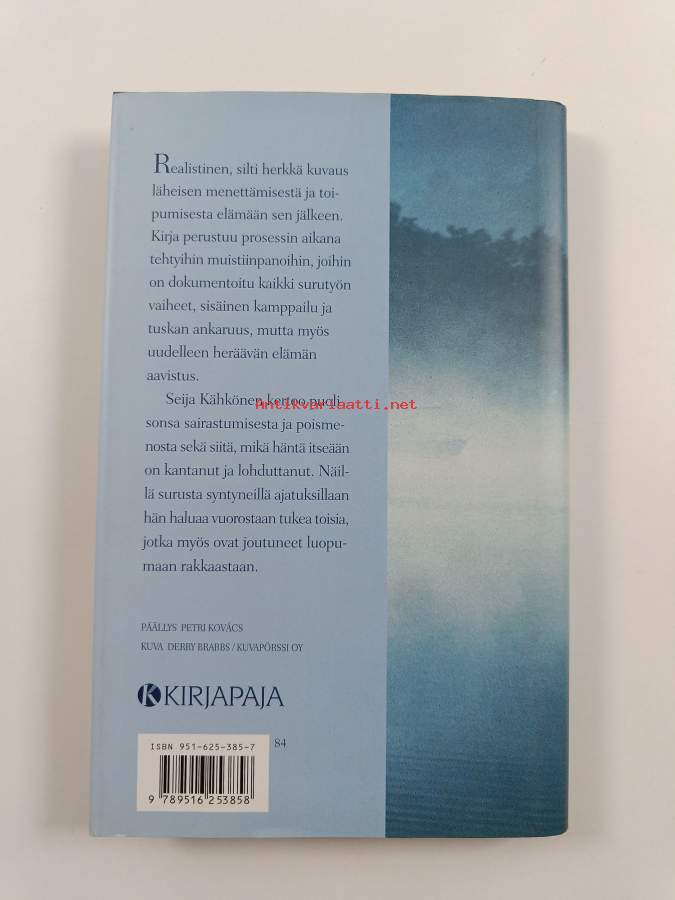 Realistinen, silti herkkä kuvaus
läheisen menettämisestä ja toi-
pumisesta elämään sen jälkeen.
Kirja perustuu prosessin aikana
tehtyihin muistiinpanoihin, joihin
on dokumentoitu kaikki surutyön
vaiheet, sisäinen kamppailu ja
tuskan ankaruus, mutta myös
uudelleen heräävän elämän
aavistus.
Seija Kähkönen kertoo puoli-
Antikvariaatti.net
sonsa sairastumisesta ja poisme-
nosta sekä siitä, mikä häntä itseään
on kantanut ja lohduttanut. Näil-
lä surusta syntyneillä ajatuksillaan
hän haluaa vuorostaan tukea toisia,
jotka myös ovat joutuneet luopu-
maan rakkaastaan.
PÄÄLLYS PETRI KOVÁCS
KUVA DERRY BRABBS / KUVAPÖRSSI OY
KIRJAPAJA
ISBN 951-625-385-7
84
9 789516 253858